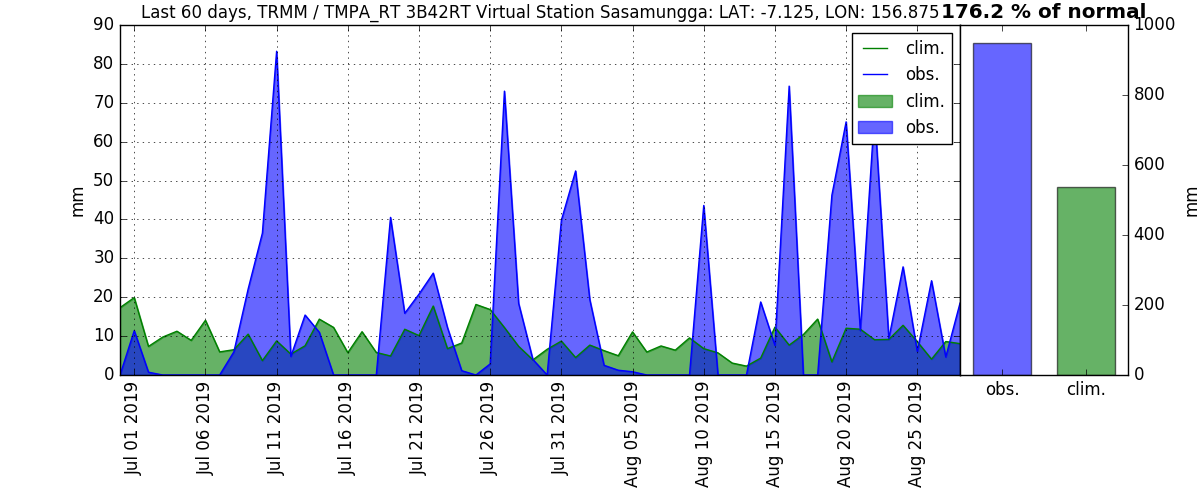 Last 60 days, TRMM / TMPA_RT 3B42RT Virtual Station Sasamungga: LAT: -7.125, LON: 156.875
176.2 % of normal
90
80
70
60
50
40
30
20
10
0
mm
clim.
obs.
clim.
obs.
Jul 01 2019
Jul 06 2019
Jul 11 2019
Jul 16 2019
Jul 21 2019
Jul 26 2019
Jul 31 2019
Aug 05 2019
Aug 10 2019
Aug 15 2019
Aug 20 2019
Aug 25 2019
1000
800
600
400
200
0
mm
obs.
clim.